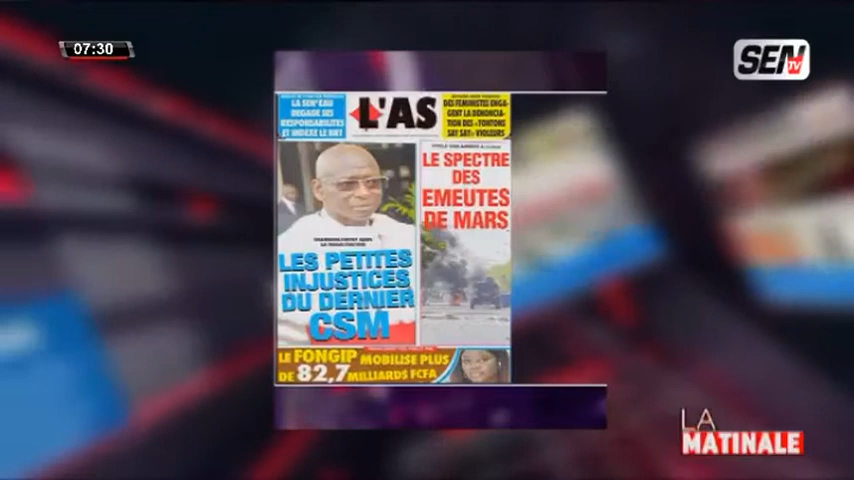 07:30
SEN TV
LA SEN'EAU
DEGAGE SES
RESPONSABILITES
ET INDEXE LE BRT
L'AS
DES FEMINISTES ENGA-
GENT LA DENONCIA-
TION DES «TONTONS
SAY SAY» VIOLEURS
LE SPECTRE
DES
EMEUTES
DE MARS
LES PETITES
INJUSTICES
DU DERNIER
CSM
LE FONGIP MOBILISE PLUS
DE 82,7 MILLIARDS FCFA
LA
MATINALE